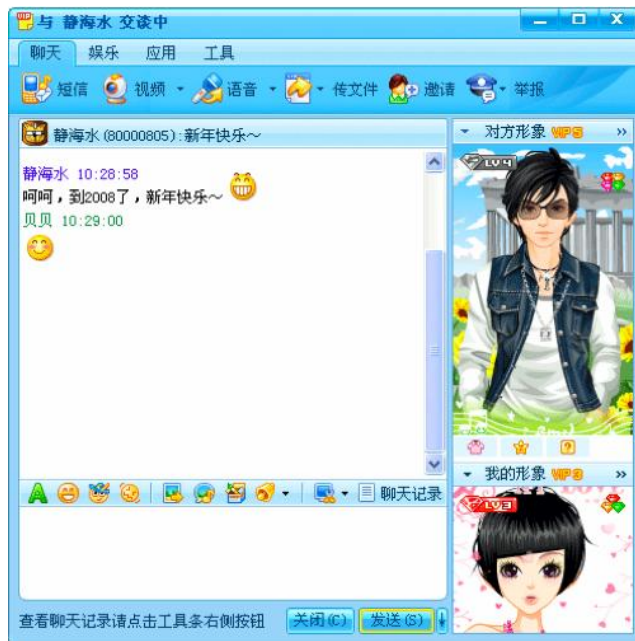 与 静海水 交谈中
聊天 娱乐 应用 工具
短信 视频 语音 传文件 邀请 举报
静海水(80000805):新年快乐～
对方形象 VIP5
LV4
静海水 10:28:58
呵呵，到2008了，新年快乐～
贝贝 10:29:00
我的形象 VIP3
LV3
A 聊天记录
查看聊天记录请点击工具条右侧按钮 关闭(C) 发送(S)